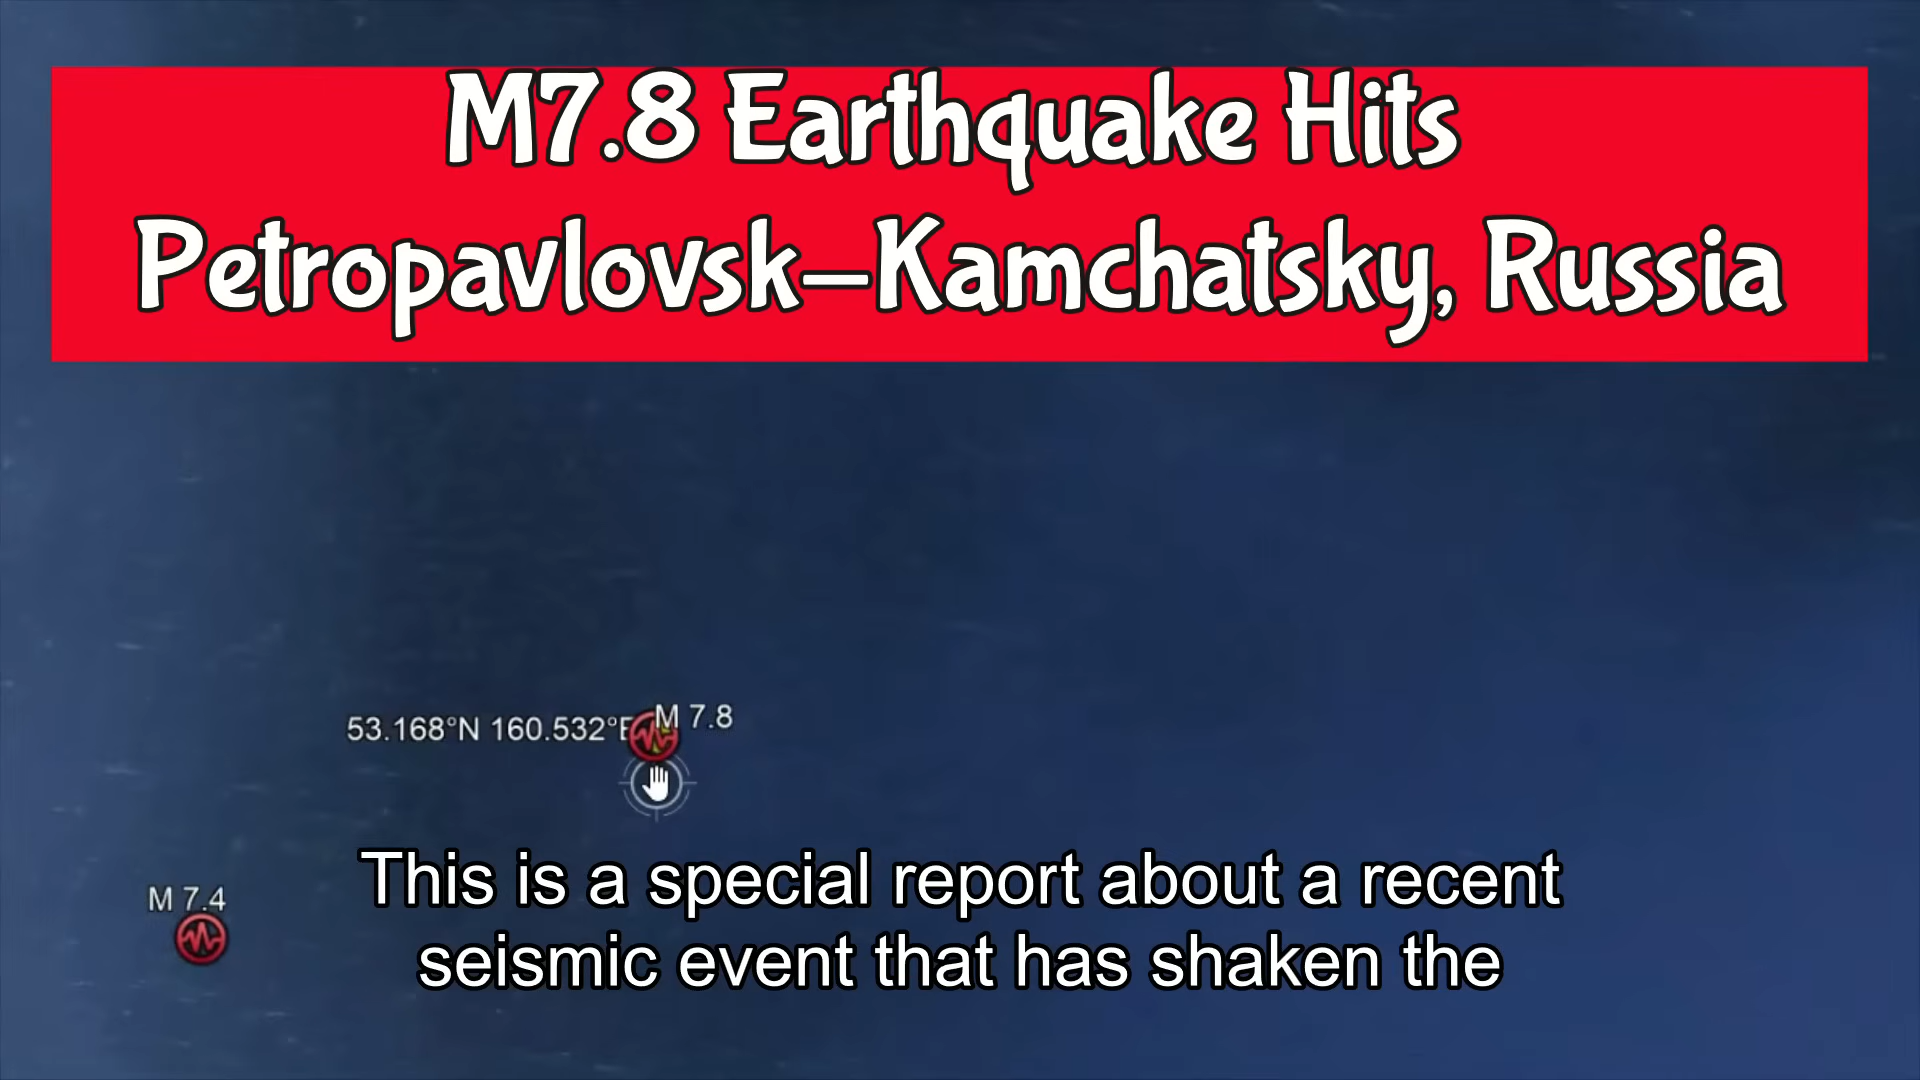 M7.8 Earthquake Hits
Petropavlovsk–Kamchatsky, Russia
53.168°N 160.532°E
M 7.8
M 7.4
This is a special report about a recent
seismic event that has shaken the